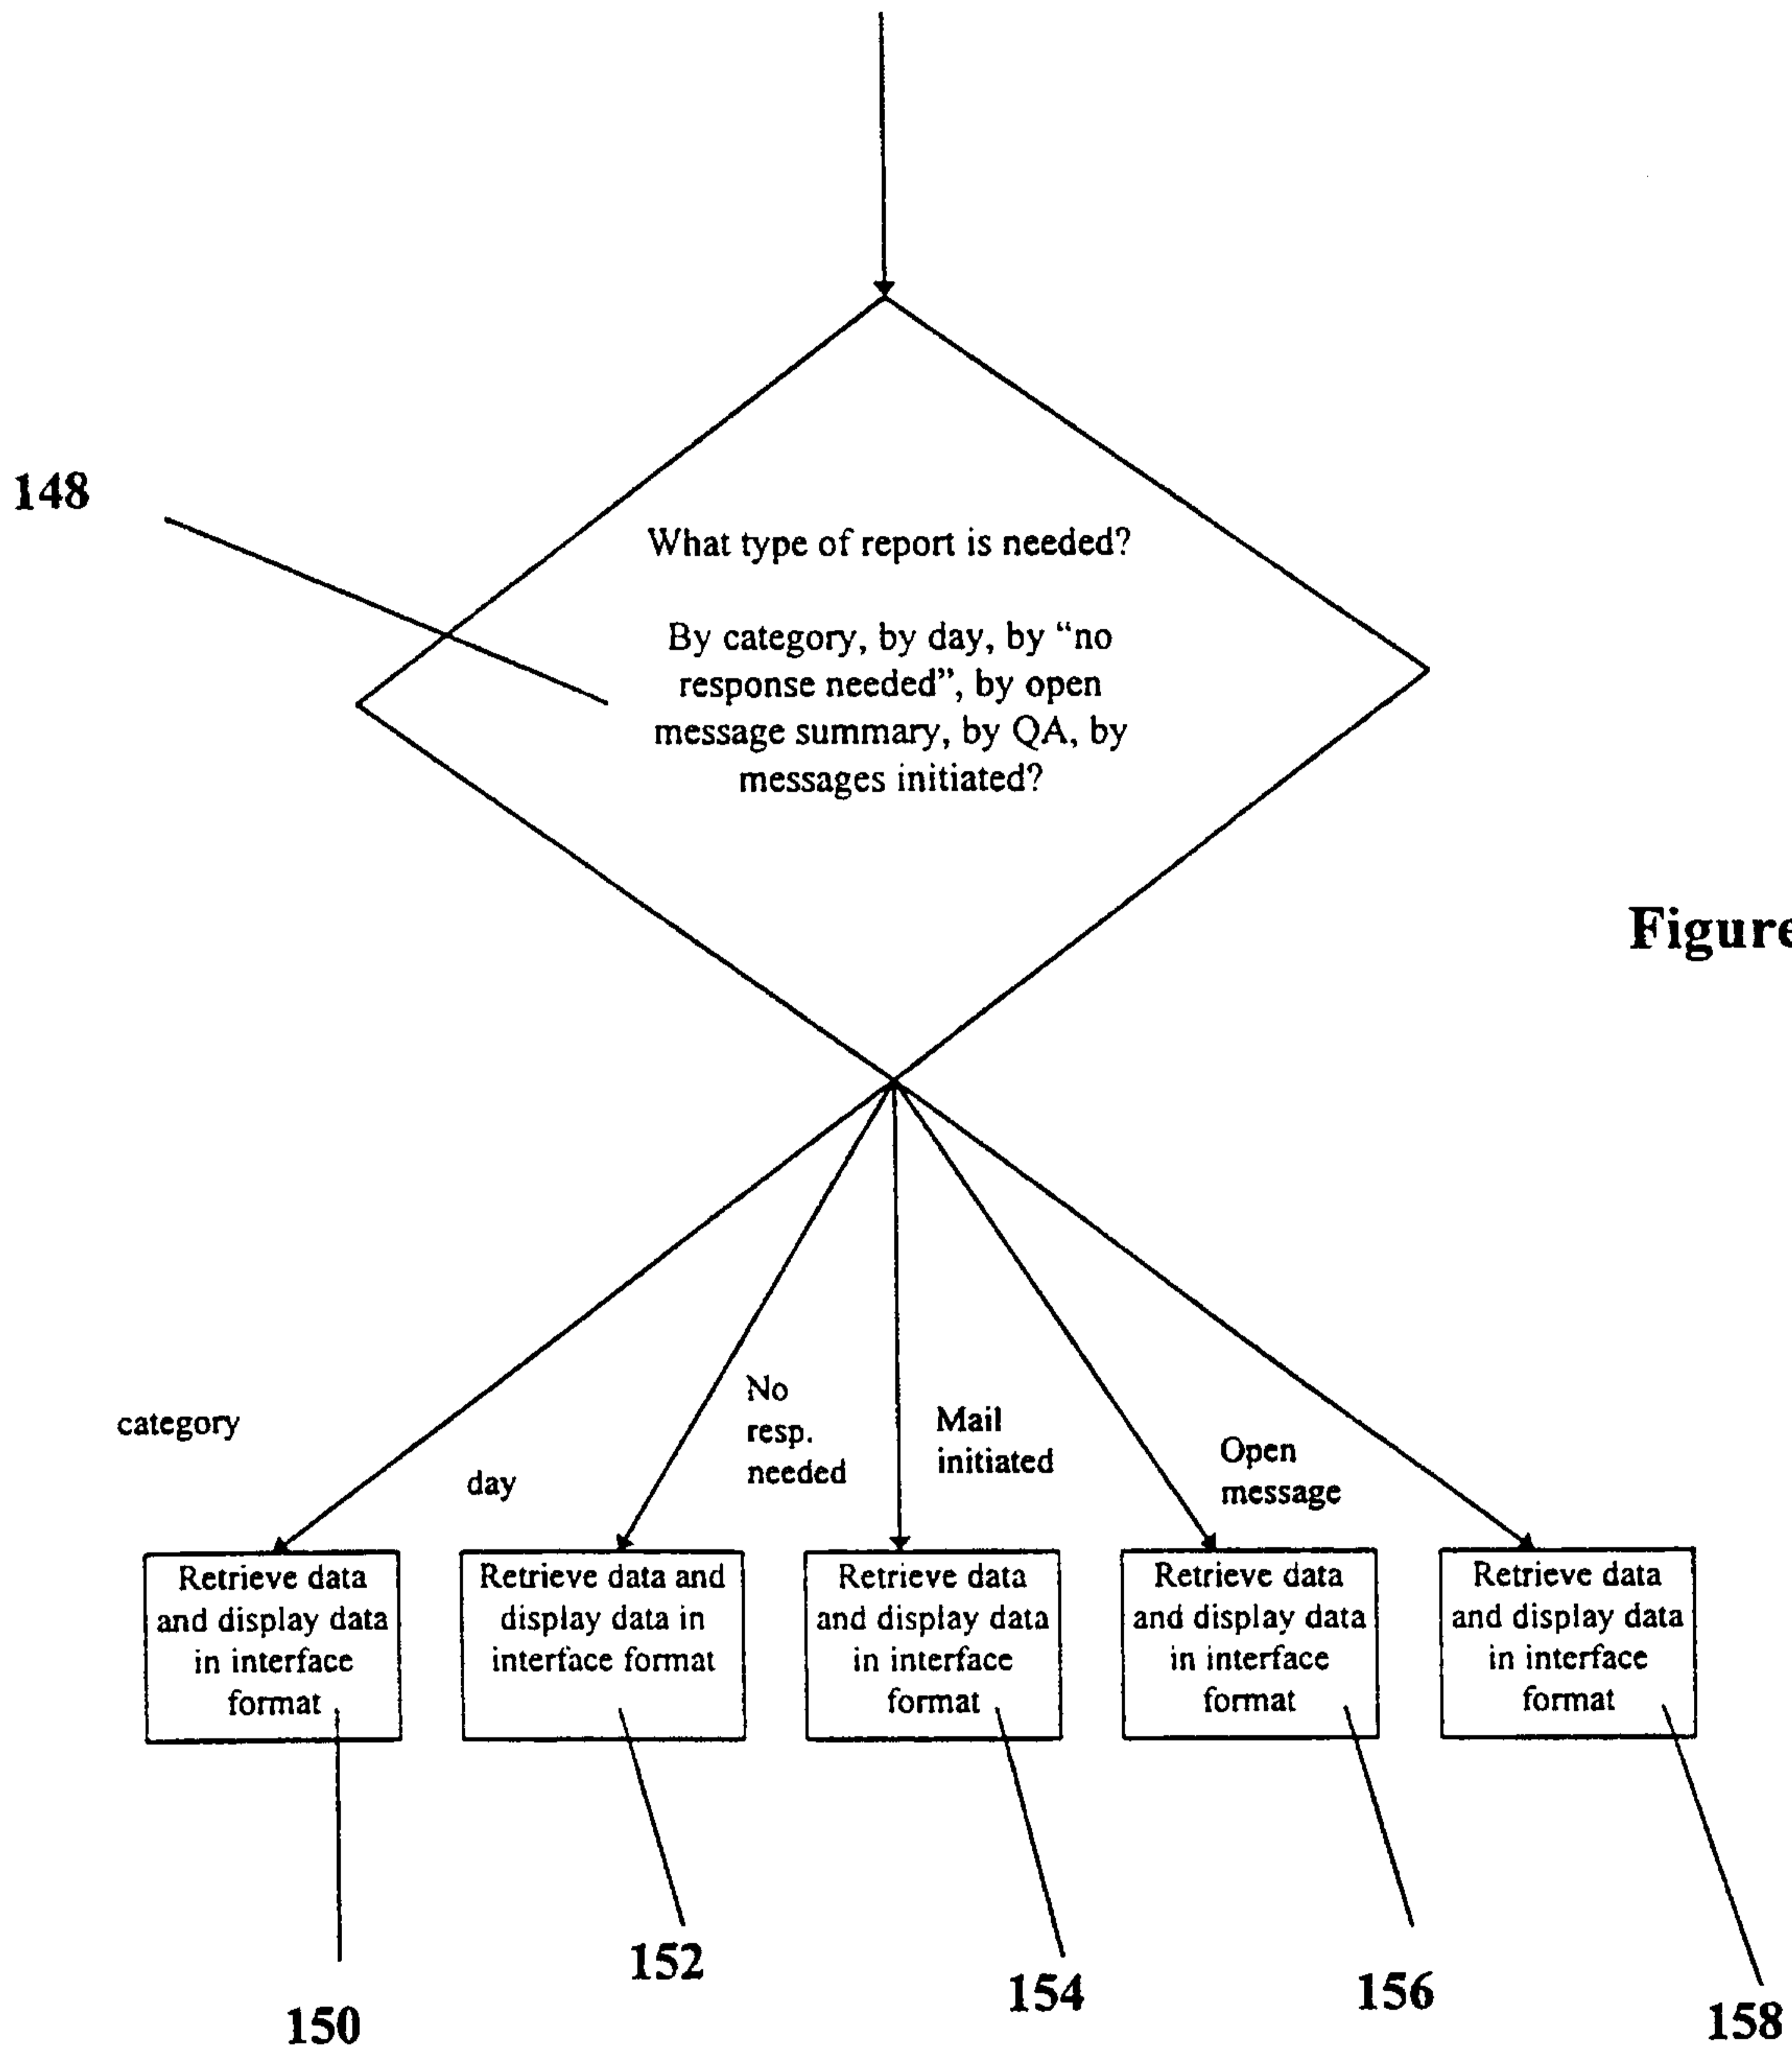 148
What type of report is needed?
By category, by day, by “no
response needed”, by open
message summary, by QA, by
messages initiated?
Figure
category
day
No
resp.
needed
Mail
initiated
Open
message
Retrieve data
and display data
in interface
format
Retrieve data and
display data in
interface format
Retrieve data
and display data
in interface
format
Retrieve data
and display data
in interface
format
Retrieve data
and display data
in interface
format
150
152
154
156
158